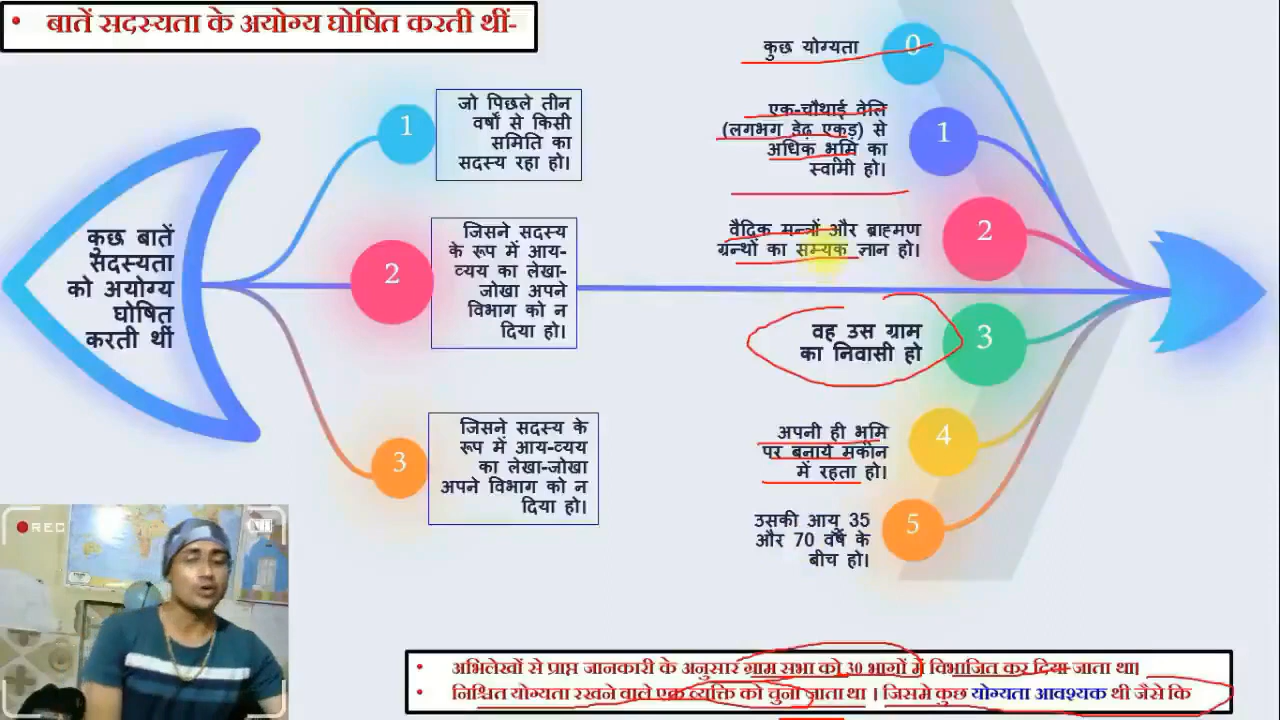 • बातें सदस्यता के अयोग्य घोषित करती थीं-
कुछ बातें
सदस्यता
को अयोग्य
घोषित
करती थीं
1
जो पिछले तीन
वर्षों से किसी
समिति का
सदस्य रहा हो।
2
जिसने सदस्य
के रूप में आय-
व्यय का लेखा-
जोखा अपने
विभाग को न
दिया हो।
3
जिसने सदस्य के
रूप में आय-व्यय
का लेखा-जोखा
अपने विभाग को न
दिया हो।
कुछ योग्यता
0
एक-चौथाई वेलि
(लगभग डेढ़ एकड़) से
अधिक भूमि का
स्वामी हो।
1
वैदिक मन्त्रों और ब्राह्मण
ग्रन्थों का सम्यक ज्ञान हो।
2
वह उस ग्राम
का निवासी हो
3
अपनी ही भूमि
पर बनाये मकान
में रहता हो।
4
उसकी आयु 35
और 70 वर्ष के
बीच हो।
5
REC
• अभिलेखों से प्राप्त जानकारी के अनुसार ग्राम सभा को 30 भागों में विभाजित कर दिया जाता था।
• निश्चित योग्यता रखने वाले एक व्यक्ति को चुना जाता था । जिसमे कुछ योग्यता आवश्यक थी जैसे कि